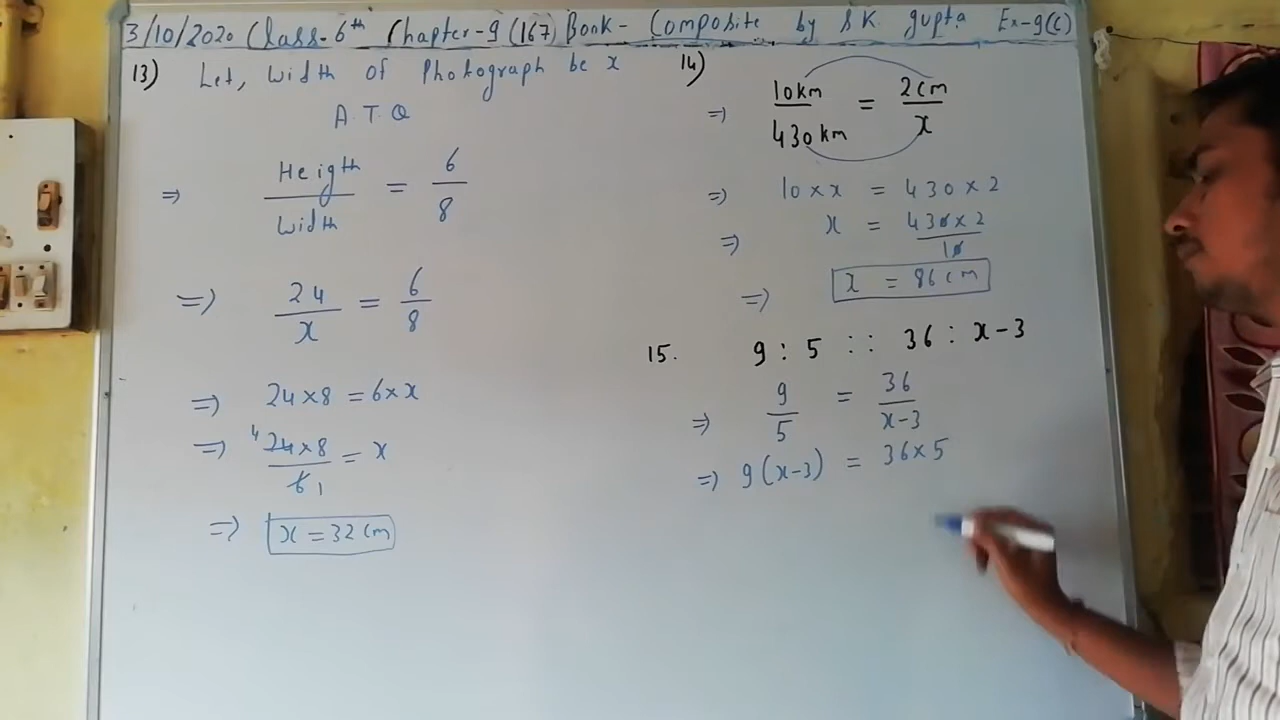 3/10/2020 Class-6th Chapter-9 (167) Book- Composite by S K gupta Ex-9(C)
13) Let, width of Photograph be x
A.T.Q
=> Heigth/width = 6/8
=> 24/x = 6/8
=> 24×8 = 6×x
=> 4 24×8/6 1 = x
=> x = 32 cm
14)
=> 10km/430km = 2cm/x
=> 10×x = 430×2
=> x = 430×2/10
=> x = 86cm
15. 9 : 5 :: 36 : x-3
=> 9/5 = 36/x-3
=> 9(x-3) = 36×5